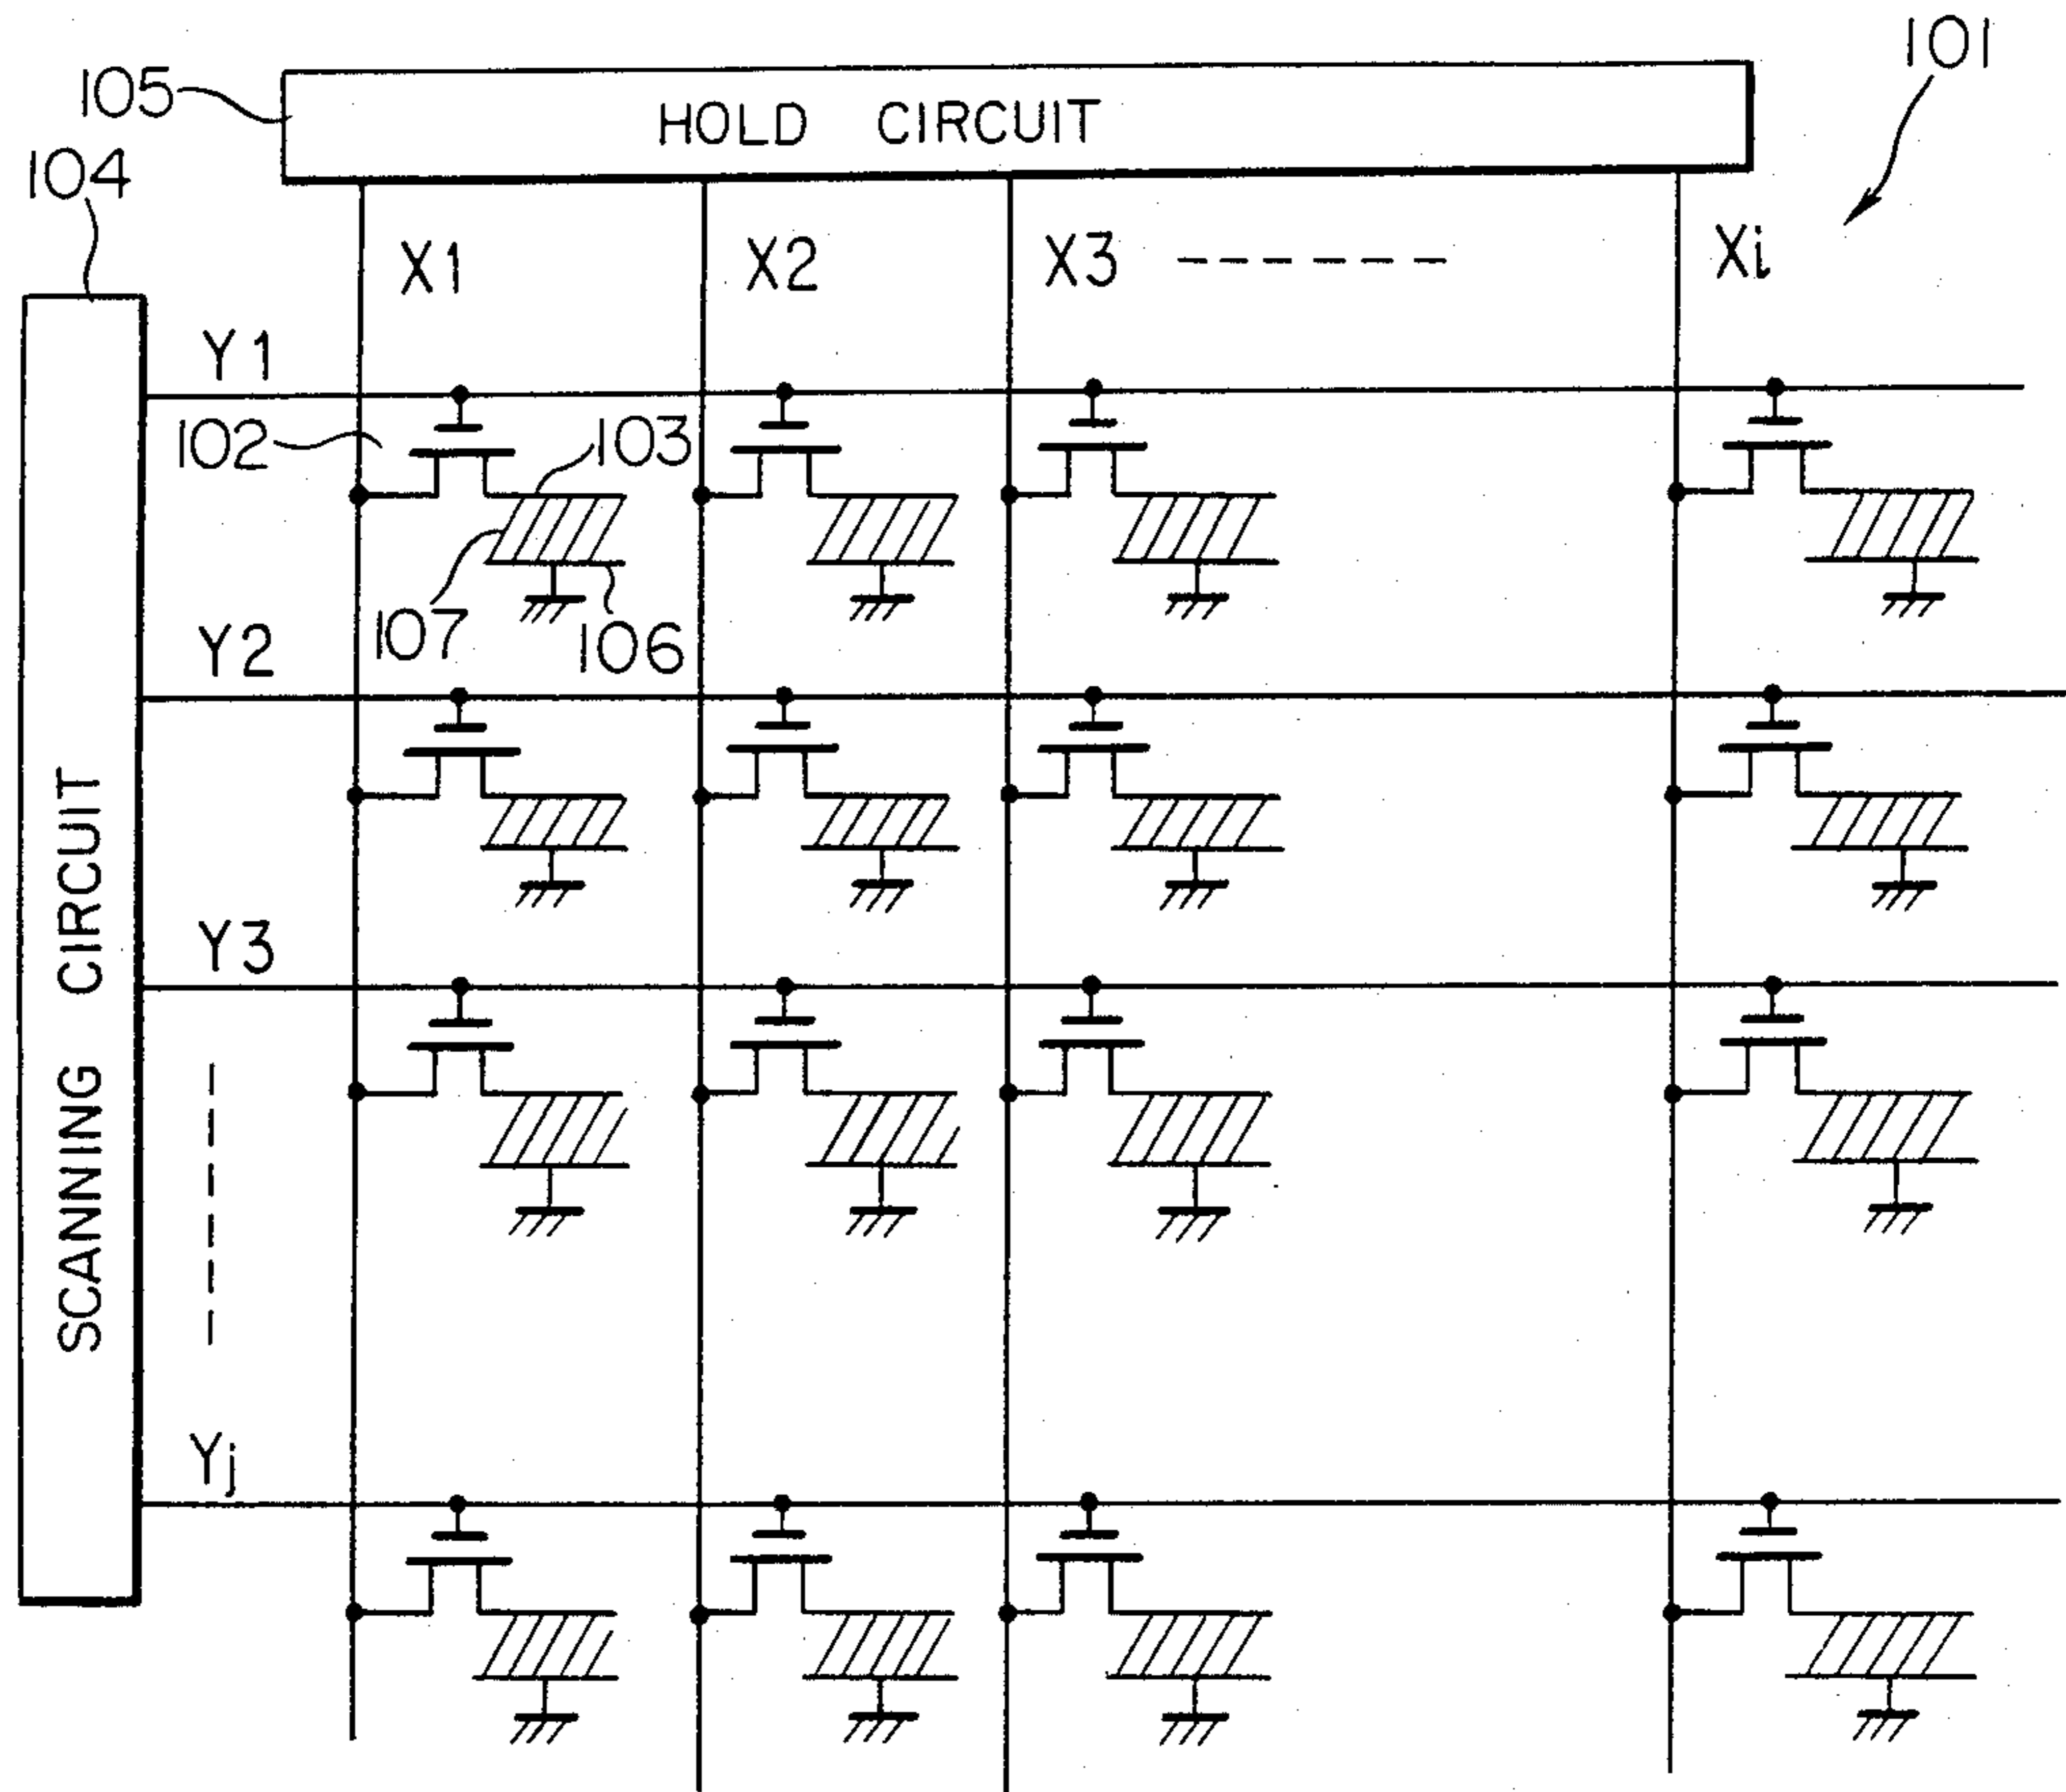 101
105
HOLD CIRCUIT
104
X1 X2 X3 Xi
Y1
102
103
107
106
Y2
Y3
SCANNING CIRCUIT
Yj